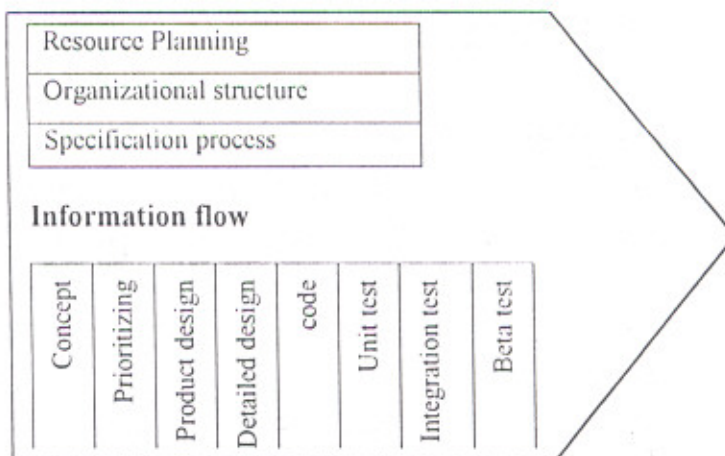 Resource Planning
Organizational structure
Specification process
Information flow
Concept
Prioritizing
Product design
Detailed design
code
Unit test
Integration test
Beta test